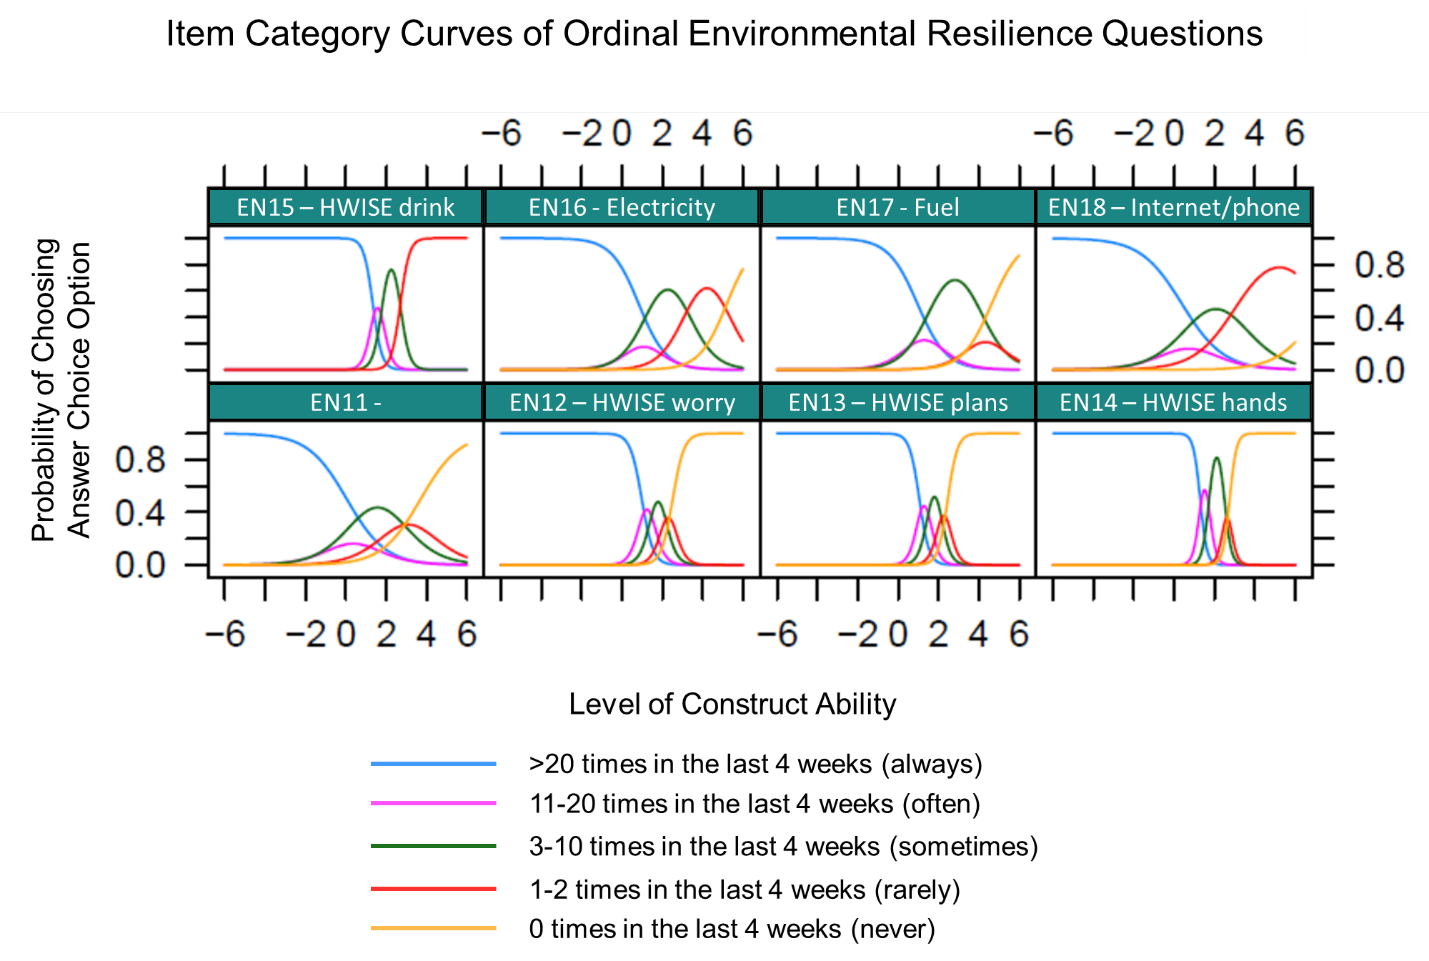 Item Category Curves of Ordinal Environmental Resilience Questions
−6 −2 0 2 4 6 −6 −2 0 2 4 6
EN15 – HWISE drink EN16 - Electricity EN17 - Fuel EN18 – Internet/phone
0.8
0.4
0.0
Probability of Choosing
Answer Choice Option
EN11 - EN12 – HWISE worry EN13 – HWISE plans EN14 – HWISE hands
0.8
0.4
0.0
−6 −2 0 2 4 6 −6 −2 0 2 4 6
Level of Construct Ability
>20 times in the last 4 weeks (always)
11-20 times in the last 4 weeks (often)
3-10 times in the last 4 weeks (sometimes)
1-2 times in the last 4 weeks (rarely)
0 times in the last 4 weeks (never)